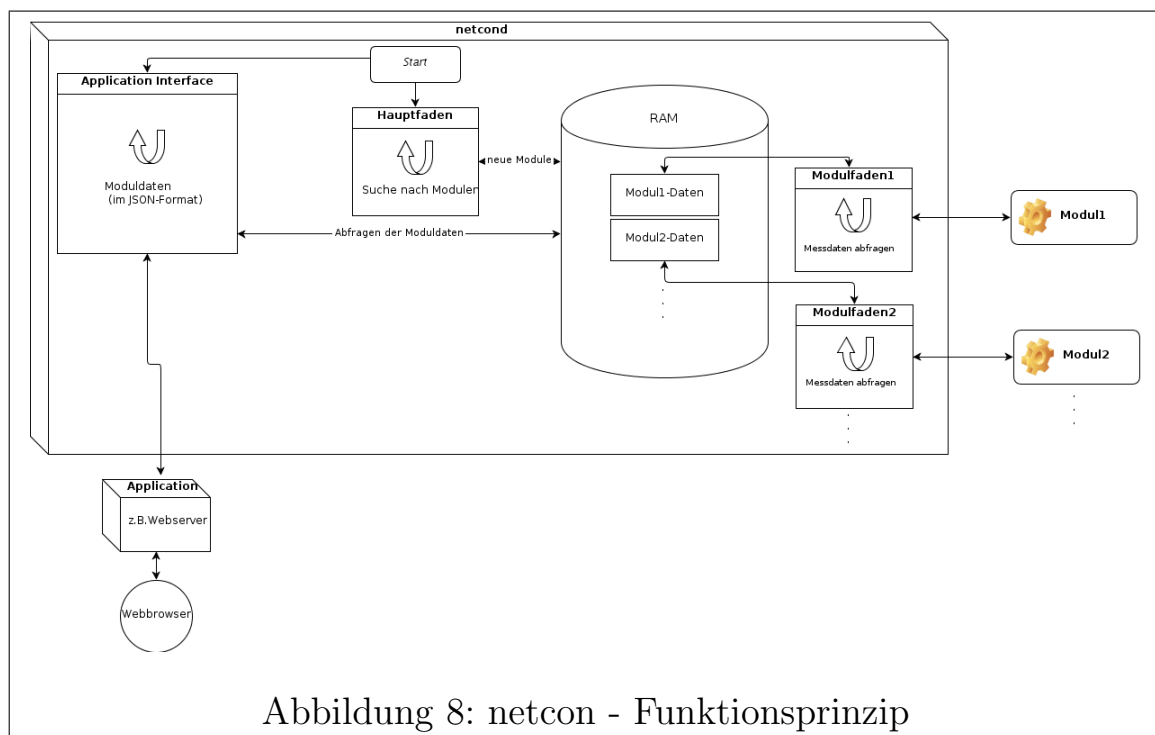 netcond
Start
Application Interface
Moduldaten
(im JSON-Format)
Hauptfaden
Suche nach Modulen
neue Module
Abfragen der Moduldaten
RAM
Modul1-Daten
Modul2-Daten
Modulfaden1
Messdaten abfragen
Modul1
Modulfaden2
Messdaten abfragen
Modul2
Application
z.B.Webserver
Webbrowser
Abbildung 8: netcon - Funktionsprinzip